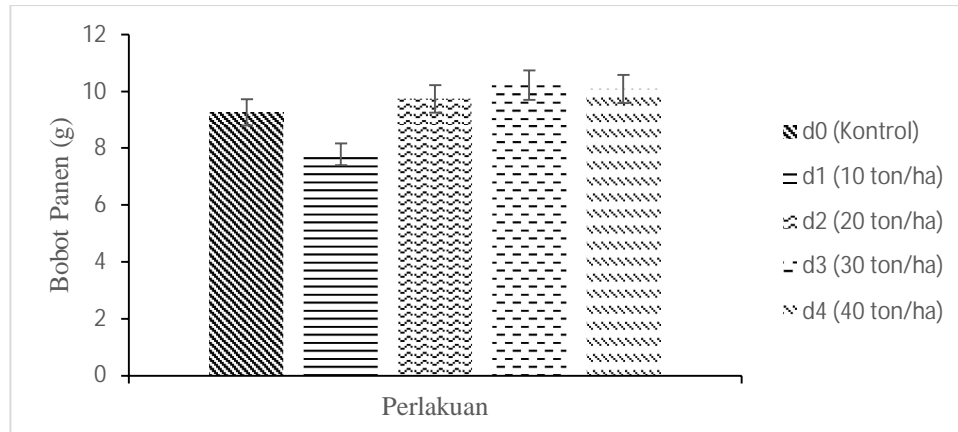 12
10
8
6
4
2
0
Bobot Panen (g)
Perlakuan
d0 (Kontrol)
d1 (10 ton/ha)
d2 (20 ton/ha)
d3 (30 ton/ha)
d4 (40 ton/ha)